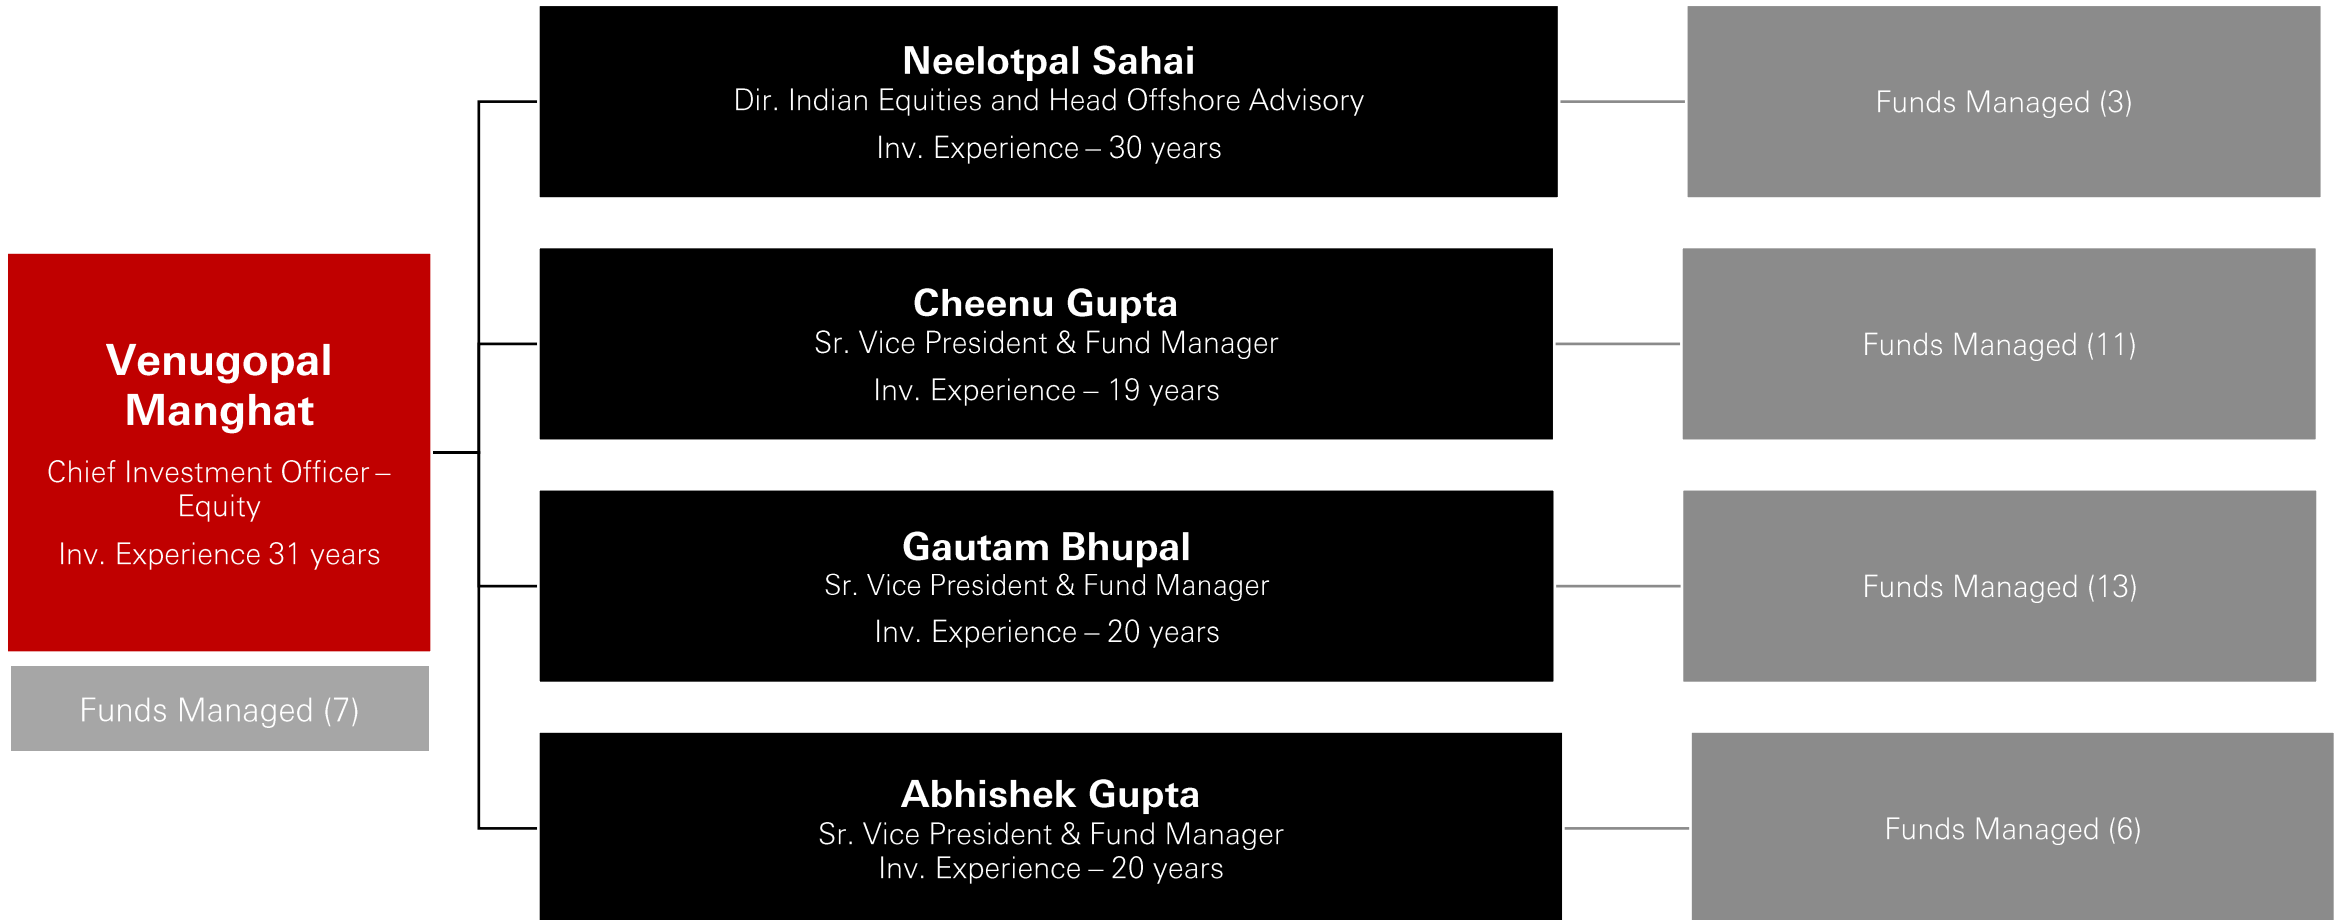 Venugopal
Manghat
Chief Investment Officer – 
Equity
Inv. Experience 31 years
Funds Managed (7)
Neelotpal Sahai
Dir. Indian Equities and Head Offshore Advisory
Inv. Experience – 30 years
Funds Managed (3)
Cheenu Gupta
Sr. Vice President & Fund Manager
Inv. Experience – 19 years
Funds Managed (11)
Gautam Bhupal
Sr. Vice President & Fund Manager
Inv. Experience – 20 years
Funds Managed (13)
Abhishek Gupta
Sr. Vice President & Fund Manager
Inv. Experience – 20 years
Funds Managed (6)